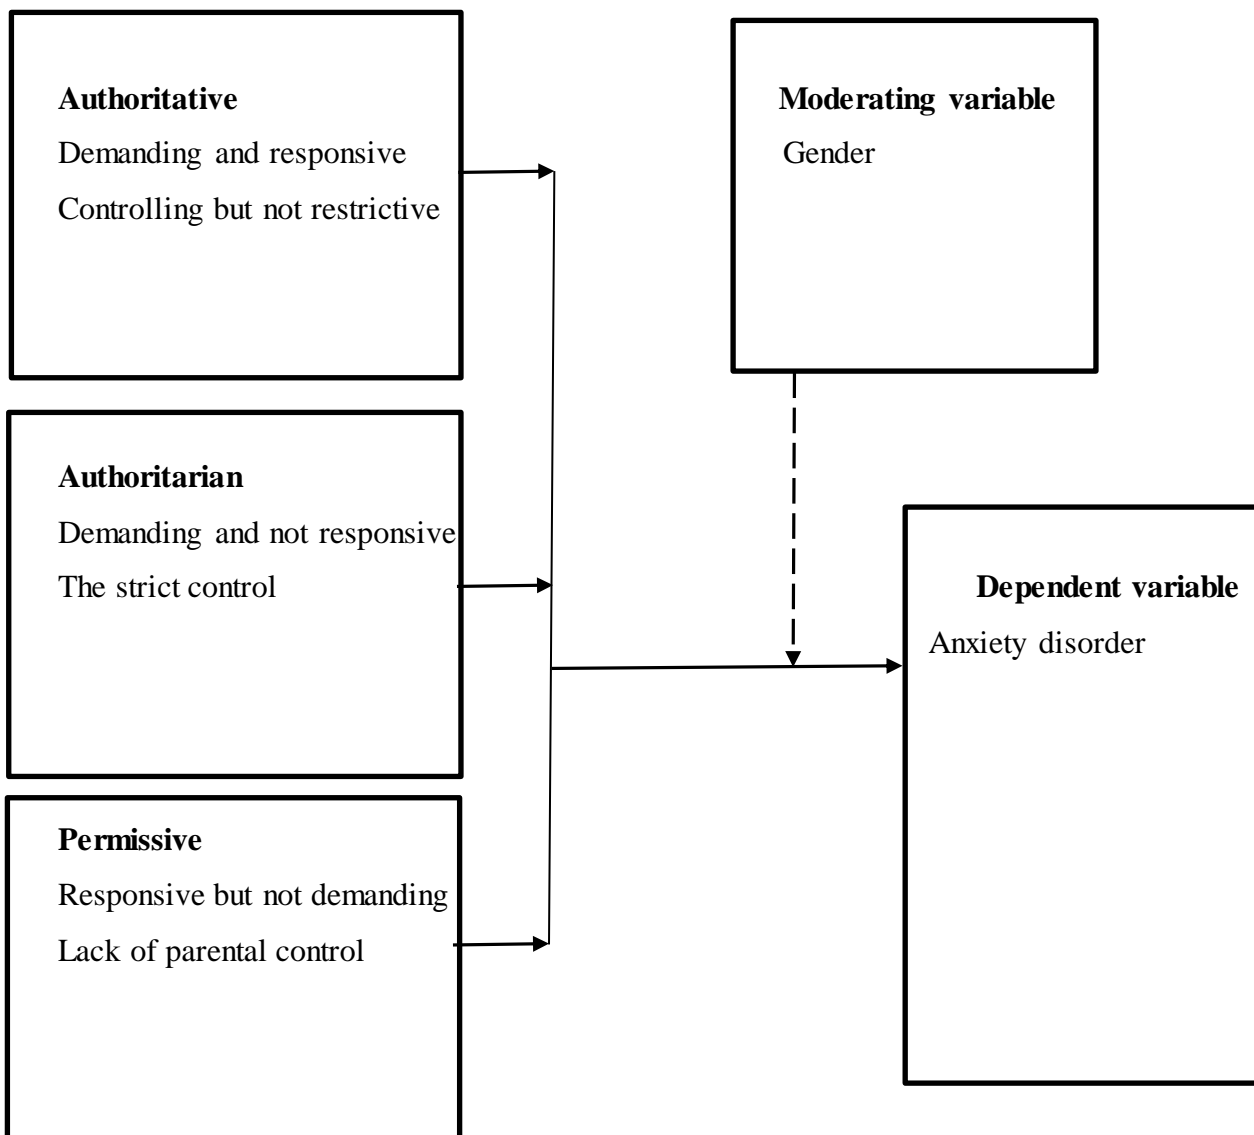 Authoritative
Demanding and responsive
Controlling but not restrictive
Moderating variable
Gender
Authoritarian
Demanding and not responsive
The strict control
Dependent variable
Anxiety disorder
Permissive
Responsive but not demanding
Lack of parental control